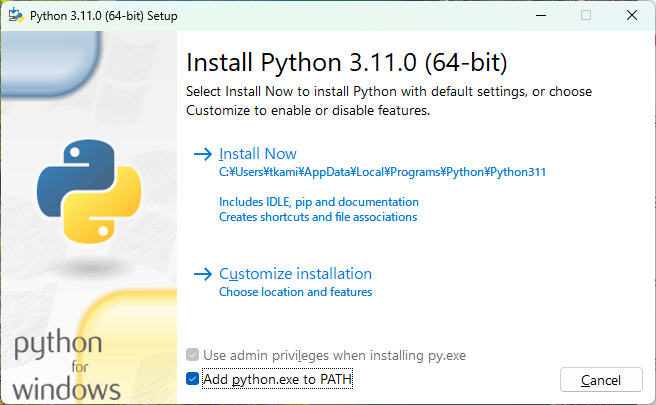 Python 3.11.0 (64-bit) Setup
Install Python 3.11.0 (64-bit)
Select Install Now to install Python with default settings, or choose
Customize to enable or disable features.
Install Now
C:¥Users¥tkami¥AppData¥Local¥Programs¥Python¥Python311
Includes IDLE, pip and documentation
Creates shortcuts and file associations
Customize installation
Choose location and features
Use admin privileges when installing py.exe
Add python.exe to PATH
Cancel
python
for
windows